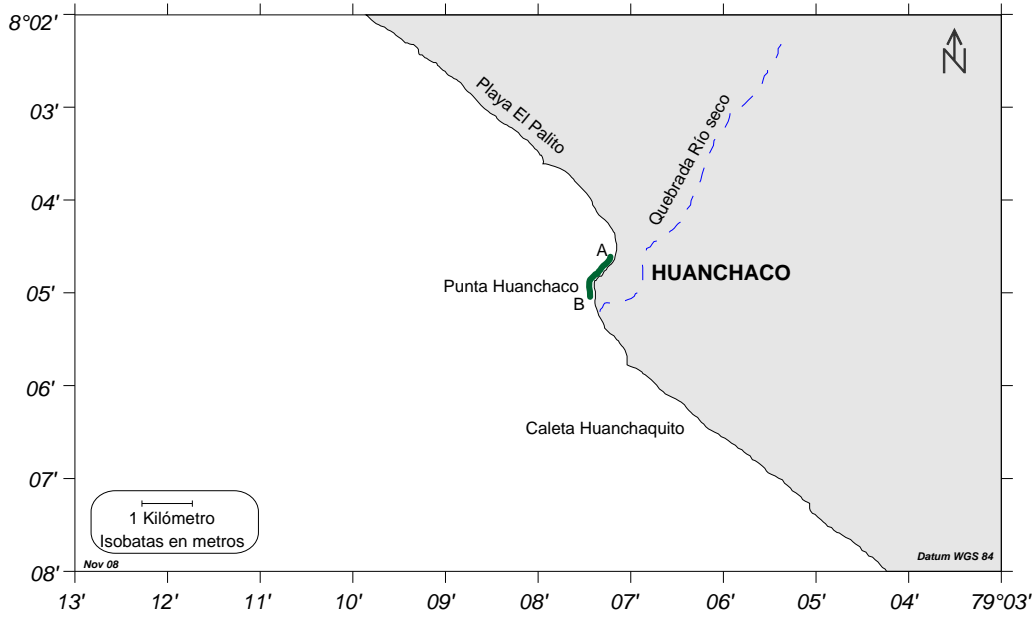 8°02'
N
Playa El Palito
03'
Quebrada Río seco
04'
A
HUANCHACO
Punta Huanchaco
05'
B
06'
Caleta Huanchaquito
07'
1 Kilómetro
Isobatas en metros
Nov 08
Datum WGS 84
08'
13' 12' 11' 10' 09' 08' 07' 06' 05' 04' 79°03'